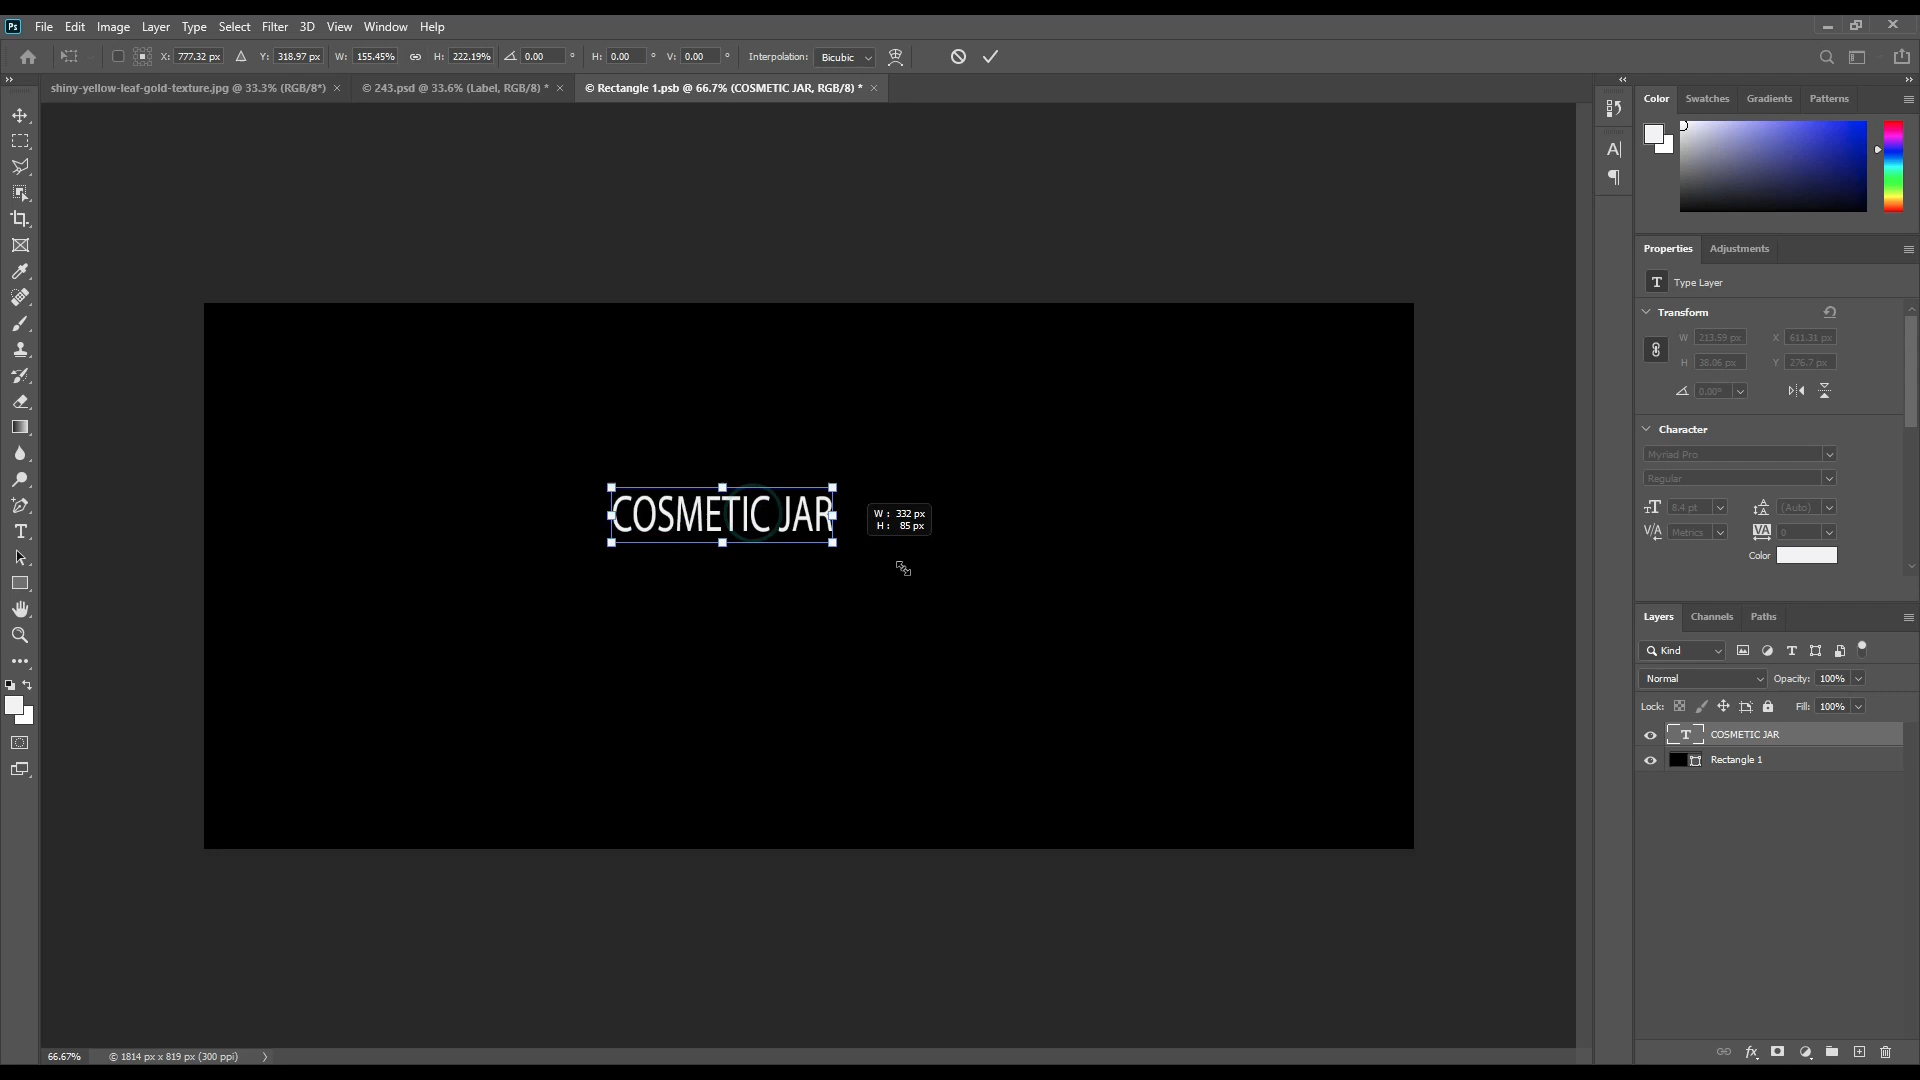 Ps File Edit Image Layer Type Select Filter 3D View Window Help
X: 777.32 px Y: 318.97 px W: 155.45% H: 222.19% 0.00 ° H: 0.00 ° V: 0.00 ° Interpolation: Bicubic
shiny-yellow-leaf-gold-texture.jpg @ 33.3% (RGB/8*) × © 243.psd @ 33.6% (Label, RGB/8) * × © Rectangle 1.psb @ 66.7% (COSMETIC JAR, RGB/8) * ×
Color Swatches Gradients Patterns
Properties Adjustments
T Type Layer
Transform
W 213.59 px X 611.31 px
H 38.06 px Y 276.7 px
0.00°
Character
Myriad Pro
Regular
8.4 pt (Auto)
Metrics 0
Color
COSMETIC JAR
W : 332 px
H : 85 px
Layers Channels Paths
Kind
Normal Opacity: 100%
Lock: Fill: 100%
T COSMETIC JAR
Rectangle 1
66.67% © 1814 px x 819 px (300 ppi)